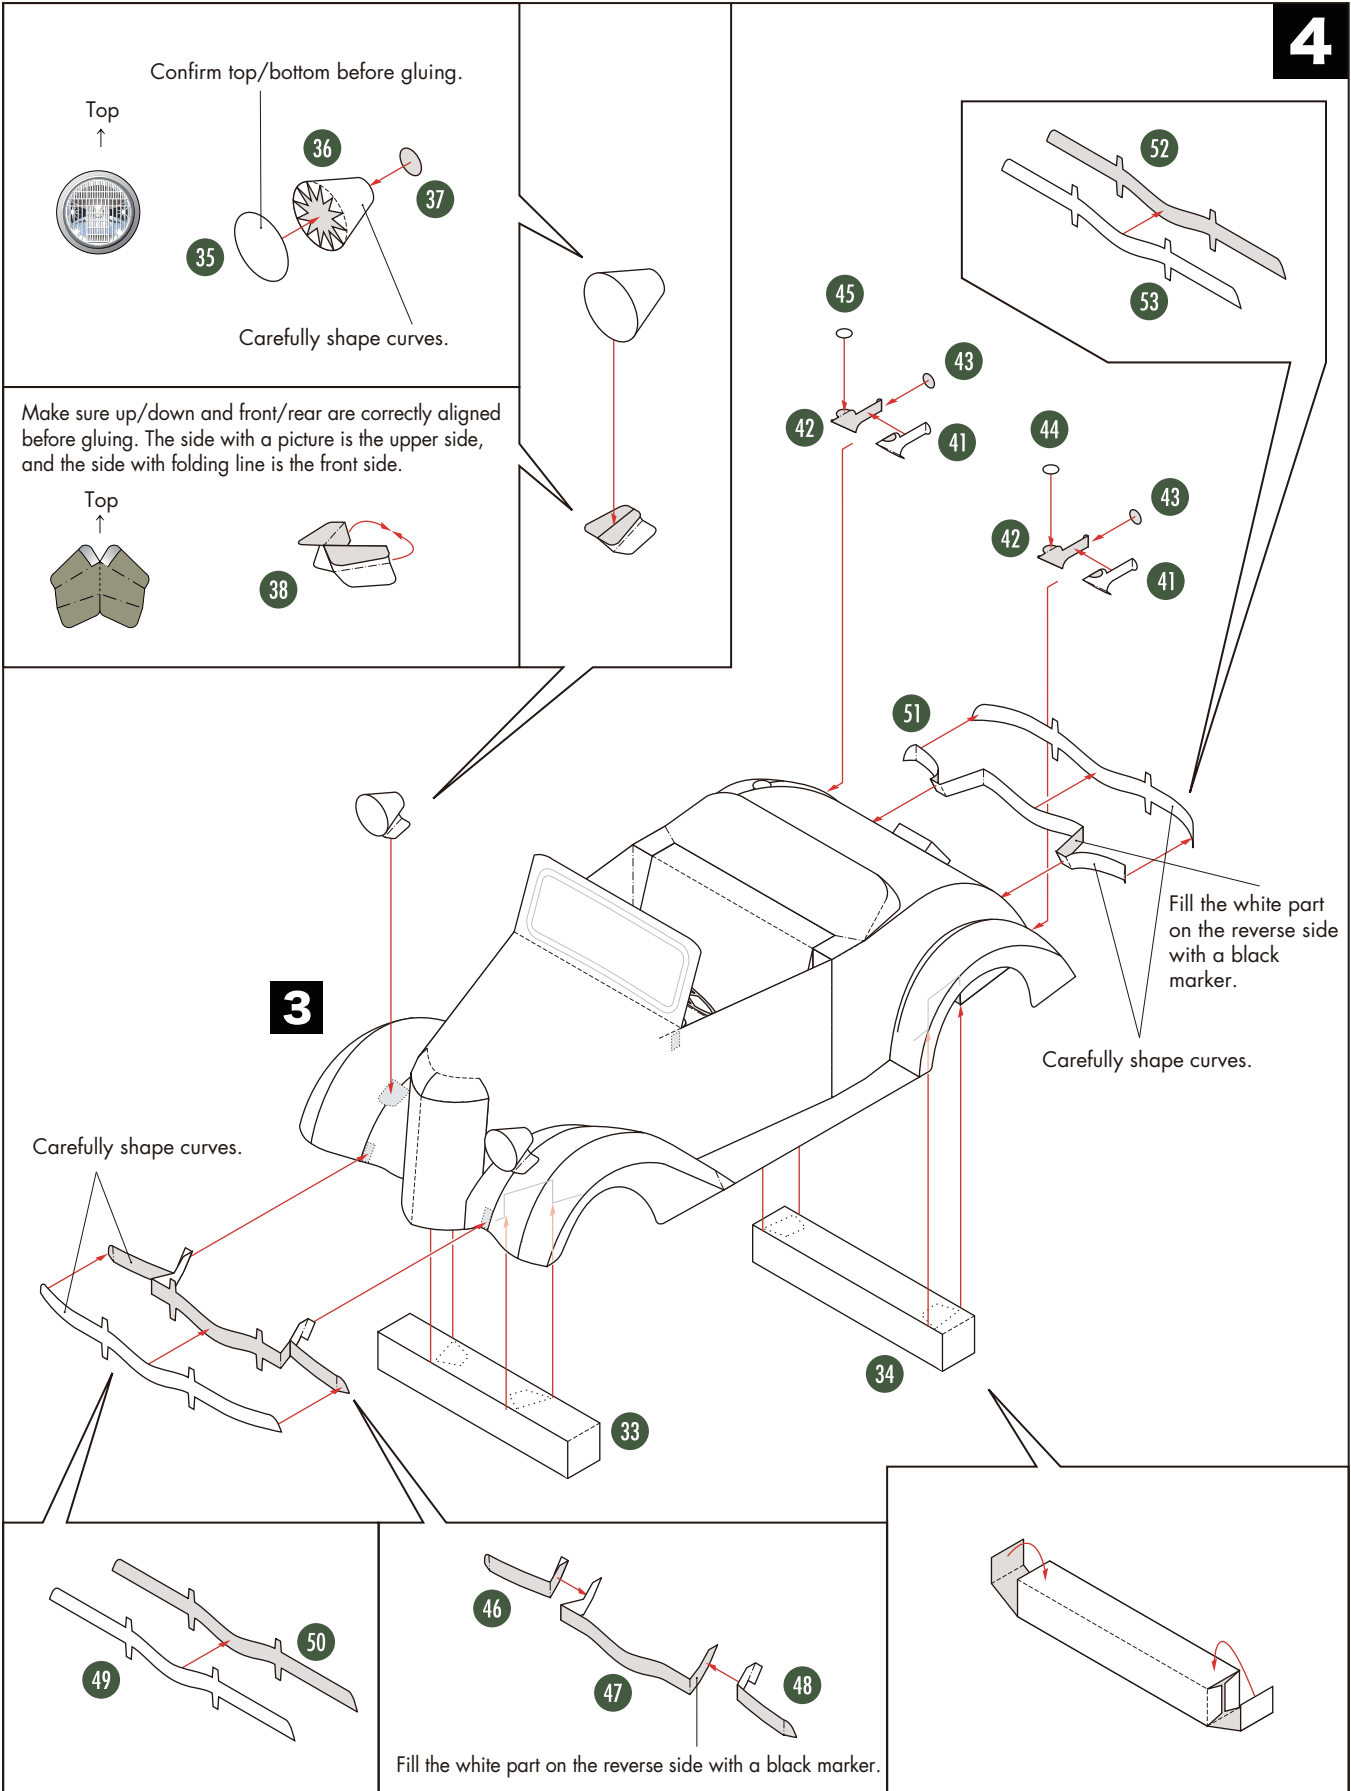 4
Confirm top/bottom before gluing.
Top
36
37
35
Carefully shape curves.
Make sure up/down and front/rear are correctly aligned
before gluing. The side with a picture is the upper side,
and the side with folding line is the front side.
Top
38
52
53
45
43
42
41
44
43
42
41
51
Fill the white part
on the reverse side
with a black
marker.
Carefully shape curves.
3
Carefully shape curves.
34
33
50
49
46
47
48
Fill the white part on the reverse side with a black marker.